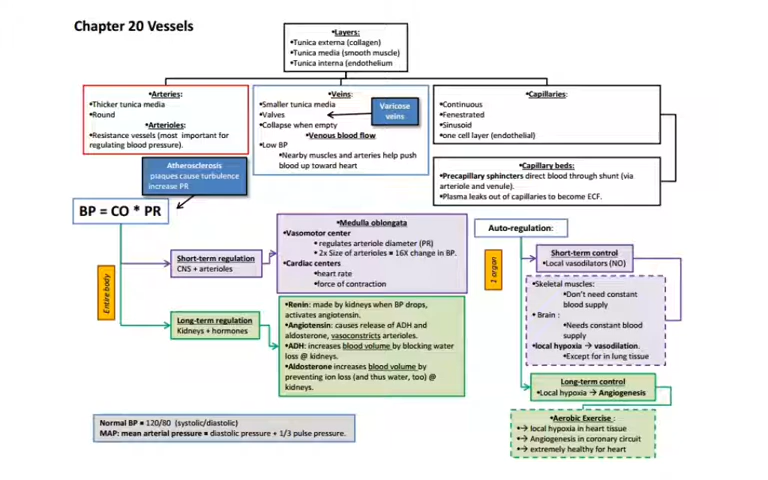 Chapter 20 Vessels
•Layers:
•Tunica externa (collagen)
•Tunica media (smooth muscle)
•Tunica interna (endothelium
•Arteries:
•Thicker tunica media
•Round
•Arterioles:
•Resistance vessels (most important for
regulating blood pressure).
•Veins:
•Smaller tunica media
•Valves
•Collapse when empty
•Venous blood flow
•Low BP
•Nearby muscles and arteries help push
blood up toward heart
Varicose
veins
•Capillaries:
•Continuous
•Fenestrated
•Sinusoid
•one cell layer (endothelial)
Atherosclerosis
plaques cause turbulence
increase PR
•Capillary beds:
•Precapillary sphincters direct blood through shunt (via
arteriole and venule).
•Plasma leaks out of capillaries to become ECF.
BP = CO * PR
Entire body
Short-term regulation
CNS + arterioles
•Medulla oblongata
•Vasomotor center
•regulates arteriole diameter (PR)
•2x Size of arterioles = 16X change in BP.
•Cardiac centers
•heart rate
•force of contraction
Long-term regulation
Kidneys + hormones
•Renin: made by kidneys when BP drops,
activates angiotensin.
•Angiotensin: causes release of ADH and
aldosterone, vasoconstricts arterioles.
•ADH: increases blood volume by blocking water
loss @ kidneys.
•Aldosterone increases blood volume by
preventing ion loss (and thus water, too) @
kidneys.
Auto-regulation:
1 organ
•Short-term control
•Local vasodilators (NO)
•Skeletal muscles:
•Don't need constant
blood supply
• Brain :
•Needs constant blood
supply
•local hypoxia → vasodilation.
•Except for in lung tissue
•Long-term control
•Local hypoxia → Angiogenesis
•Aerobic Exercise :
•→ local hypoxia in heart tissue
•→ Angiogenesis in coronary circuit
•→ extremely healthy for heart
Normal BP = 120/80 (systolic/diastolic)
MAP: mean arterial pressure = diastolic pressure + 1/3 pulse pressure.